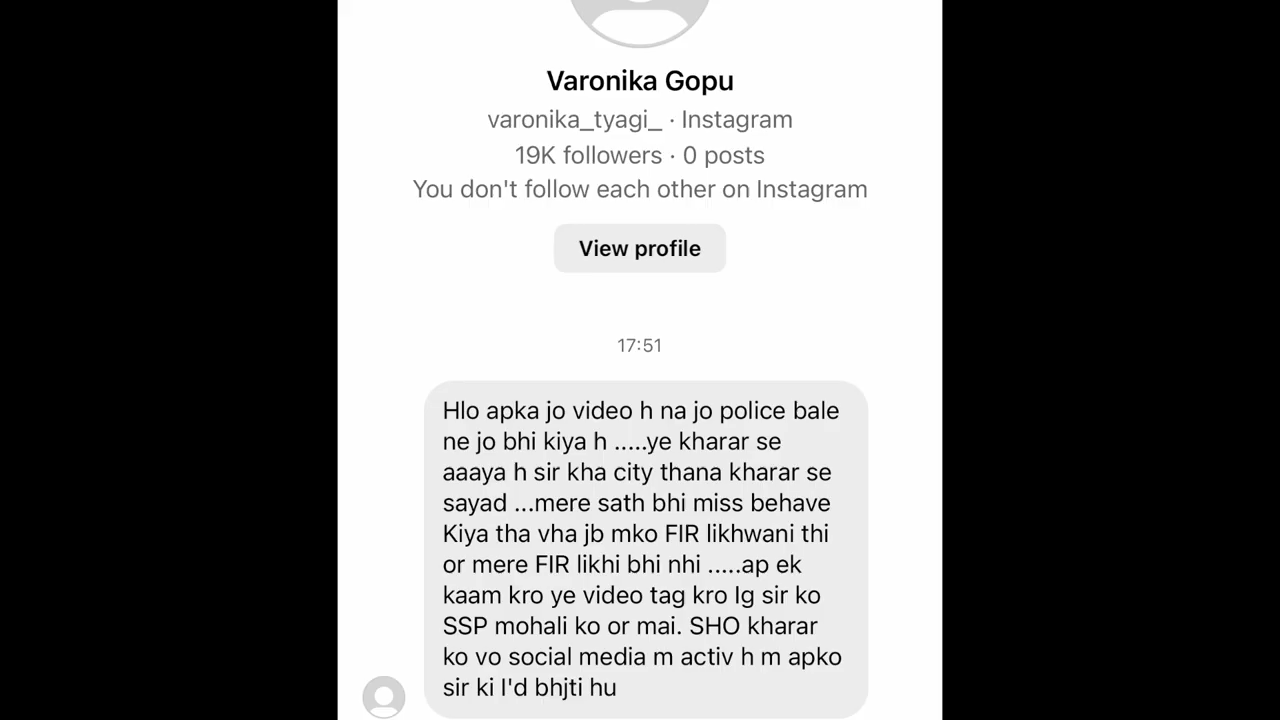 Varonika Gopu
varonika_tyagi_ · Instagram
19K followers · 0 posts
You don't follow each other on Instagram
View profile
17:51
Hlo apka jo video h na jo police bale
ne jo bhi kiya h .....ye kharar se
aaaya h sir kha city thana kharar se
sayad ...mere sath bhi miss behave
Kiya tha vha jb mko FIR likhwani thi
or mere FIR likhi bhi nhi .....ap ek
kaam kro ye video tag kro Ig sir ko
SSP mohali ko or mai. SHO kharar
ko vo social media m activ h m apko
sir ki I'd bhjti hu